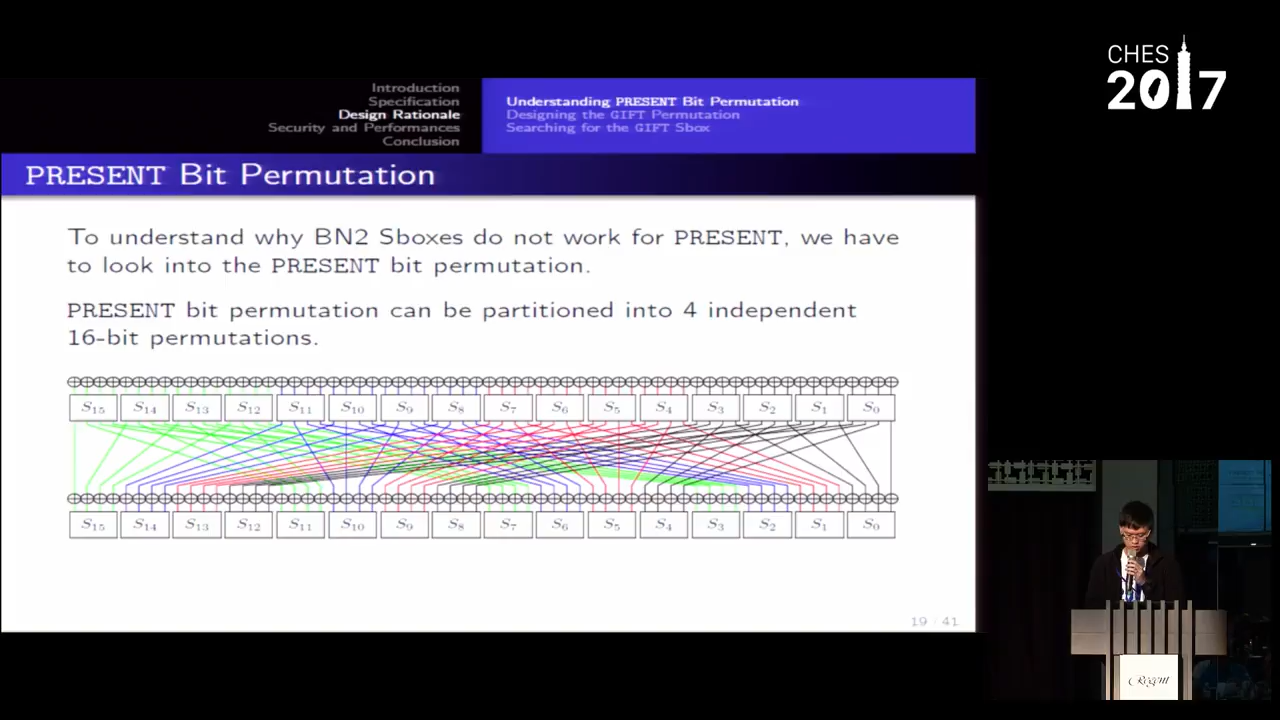 CHES
2017
Introduction
Specification
Design Rationale
Security and Performances
Conclusion
Understanding PRESENT Bit Permutation
Designing the GIFT Permutation
Searching for the GIFT Sbox
PRESENT Bit Permutation
To understand why BN2 Sboxes do not work for PRESENT, we have
to look into the PRESENT bit permutation.
PRESENT bit permutation can be partitioned into 4 independent
16-bit permutations.
S15 S14 S13 S12 S11 S10 S9 S8 S7 S6 S5 S4 S3 S2 S1 S0
S15 S14 S13 S12 S11 S10 S9 S8 S7 S6 S5 S4 S3 S2 S1 S0
19 / 41
Regent